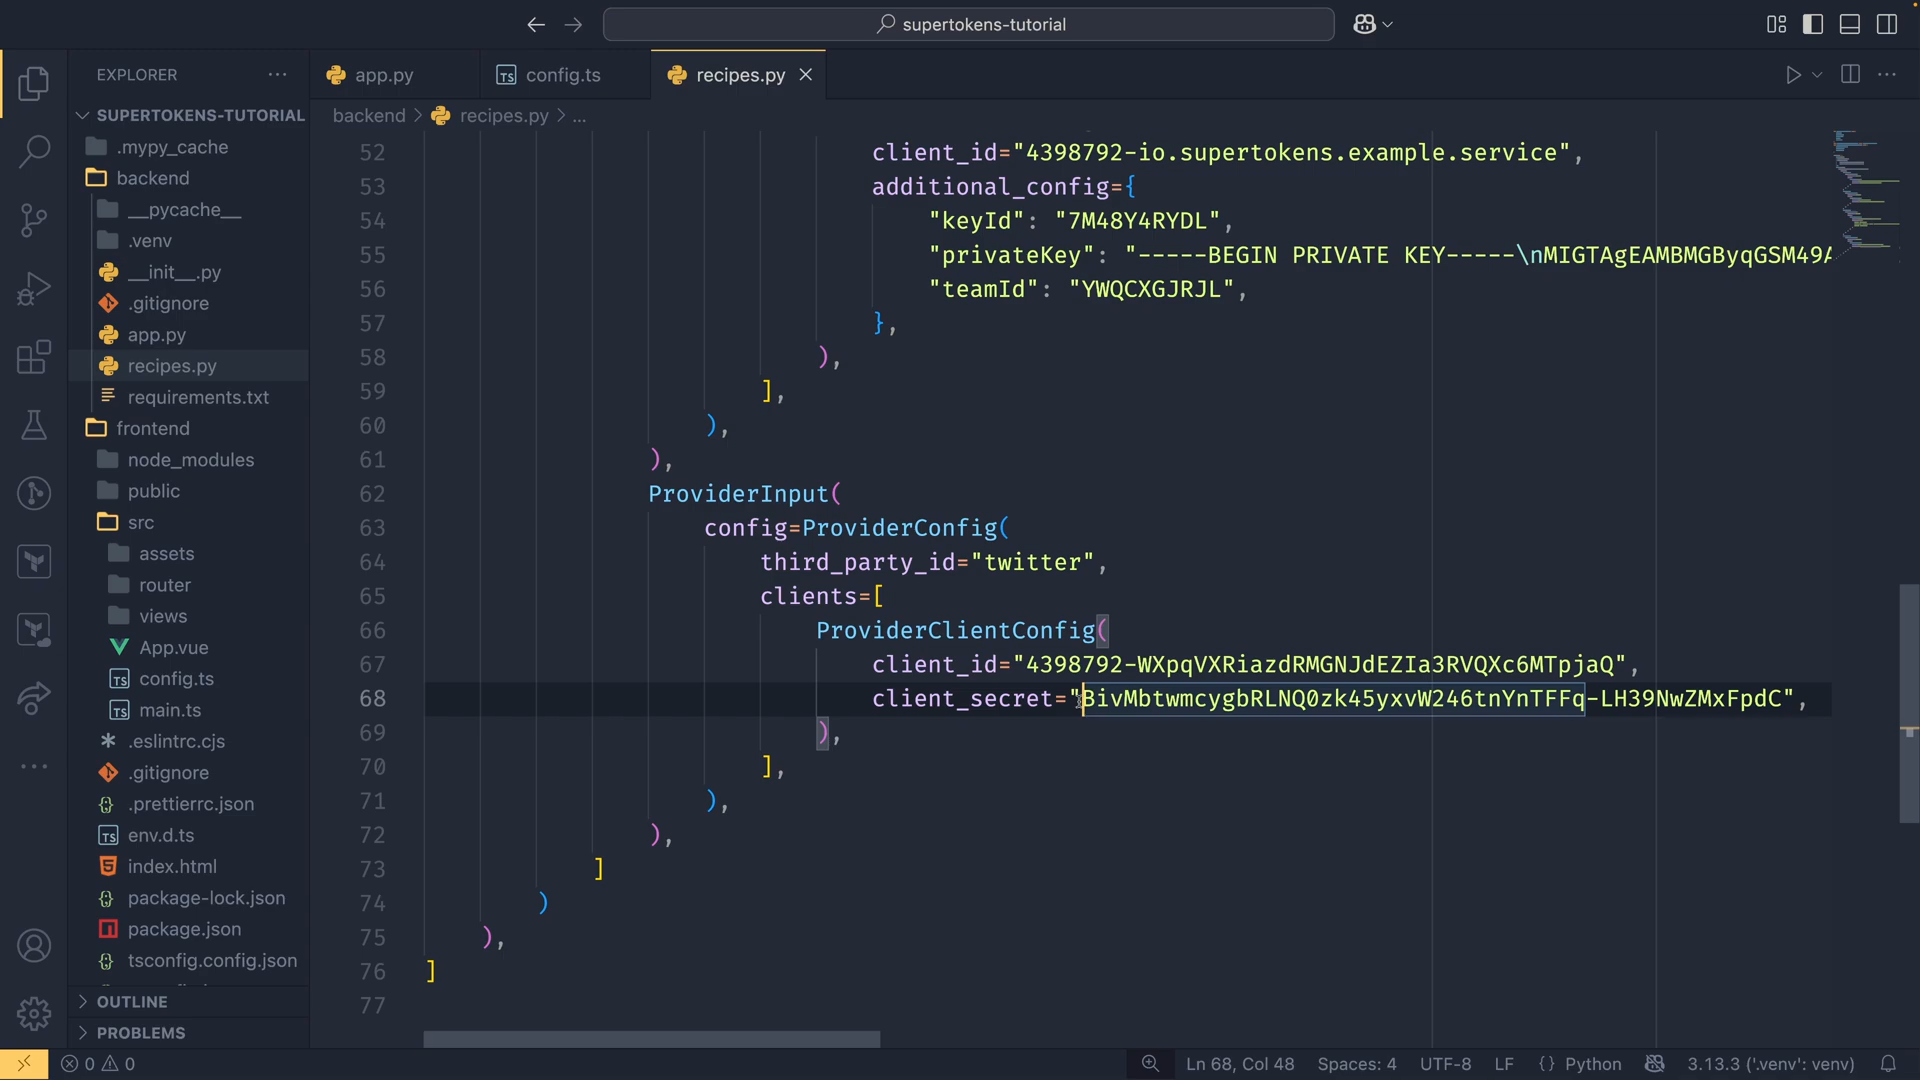 supertokens-tutorial
EXPLORER
app.py
config.ts
recipes.py
SUPERTOKENS-TUTORIAL
backend > recipes.py > ...
.mypy_cache
backend
__pycache__
.venv
__init__.py
.gitignore
app.py
recipes.py
requirements.txt
frontend
node_modules
public
src
assets
router
views
App.vue
config.ts
main.ts
.eslintrc.cjs
.gitignore
.prettierrc.json
env.d.ts
index.html
package-lock.json
package.json
tsconfig.config.json
OUTLINE
PROBLEMS
52 client_id="4398792-io.supertokens.example.service",
53 additional_config={
54 "keyId": "7M48Y4RYDL",
55 "privateKey": "-----BEGIN PRIVATE KEY-----\nMIGTAgEAMBMGByqGSM49A
56 "teamId": "YWQCXGJRJL",
57 },
58 ),
59 ],
60 ),
61 ),
62 ProviderInput(
63 config=ProviderConfig(
64 third_party_id="twitter",
65 clients=[
66 ProviderClientConfig(
67 client_id="4398792-WXpqVXRiazdRMGNJdEZIa3RVQXc6MTpjaQ",
68 client_secret="BivMbtwmcygbRLNQ0zk45yxvW246tnYnTFFq-LH39NwZMxFpdC",
69 ),
70 ],
71 ),
72 ),
73 ]
74 )
75 ),
76 ]
77
0 0
Ln 68, Col 48
Spaces: 4
UTF-8
LF
{} Python
3.13.3 ('.venv': venv)